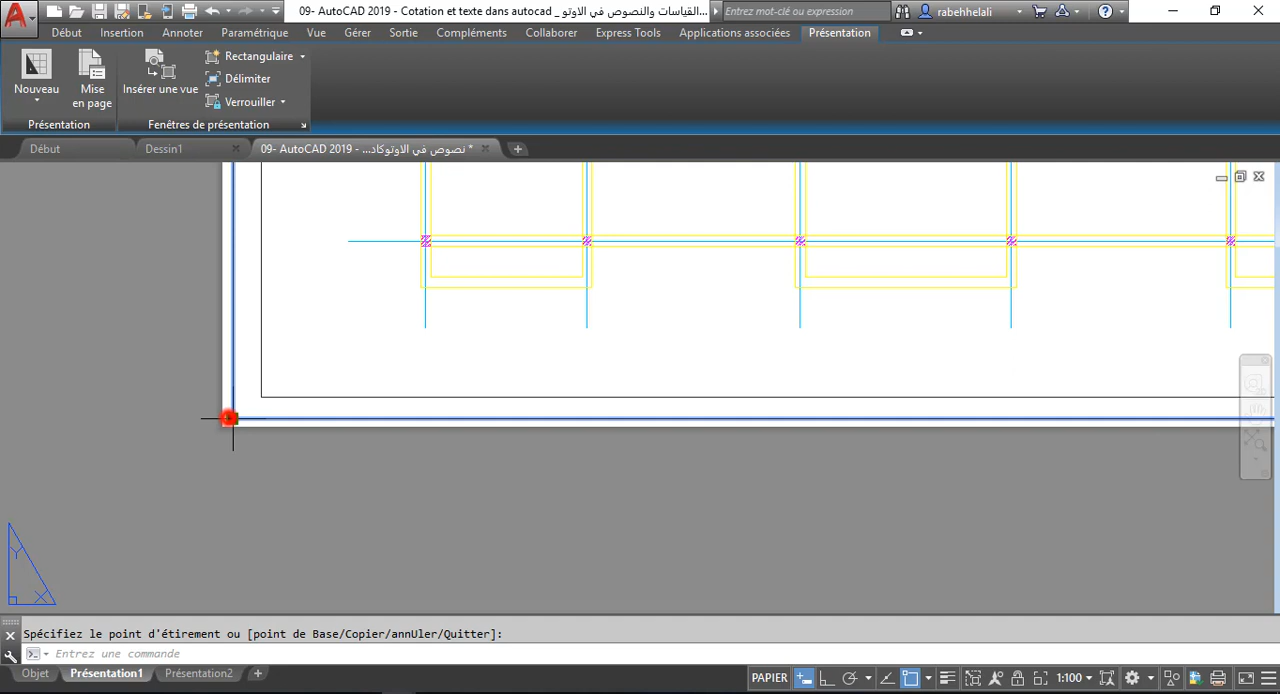 09- AutoCAD 2019 - Cotation et texte dans autocad _ القياسات والنصوص في الاوتو...
Entrez mot-clé ou expression
rabehhelali
Début Insertion Annoter Paramétrique Vue Gérer Sortie Compléments Collaborer Express Tools Applications associées Présentation
Nouveau
Mise en page
Insérer une vue
Rectangulaire
Délimiter
Verrouiller
Présentation
Fenêtres de présentation
Début
Dessin1
09- AutoCAD 2019 - ...نصوص في الاوتوكاد *
Y
X
Spécifiez le point d'étirement ou [point de Base/Copier/annUler/Quitter]:
Entrez une commande
Objet Présentation1 Présentation2
PAPIER
1:100